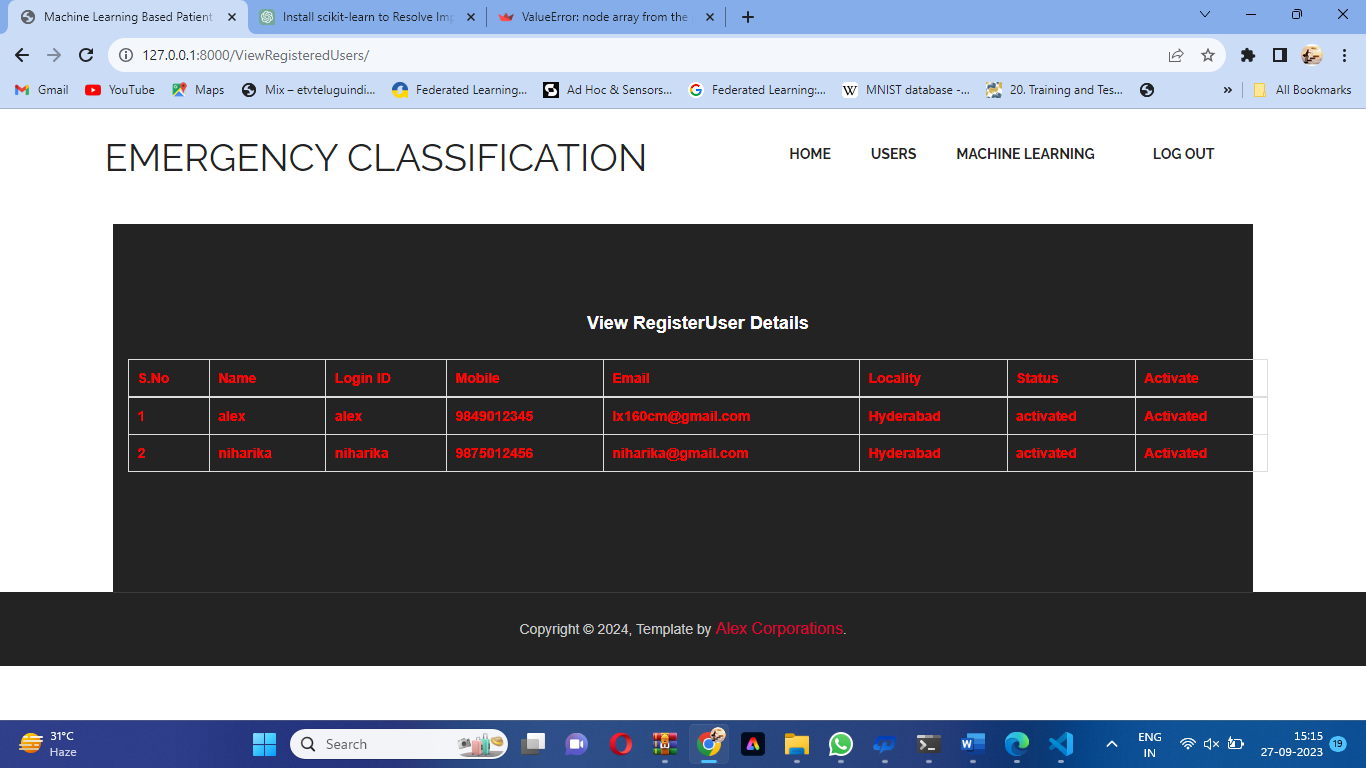 Machine Learning Based Patient
Install scikit-learn to Resolve Imp
ValueError: node array from the
127.0.0.1:8000/ViewRegisteredUsers/
Gmail
YouTube
Maps
Mix – etvteluguindi...
Federated Learning...
Ad Hoc & Sensors...
Federated Learning:...
W
MNIST database -...
20. Training and Tes...
»
All Bookmarks
EMERGENCY CLASSIFICATION
HOME USERS MACHINE LEARNING LOG OUT
View RegisterUser Details
S.No Name Login ID Mobile Email Locality Status Activate
1 alex alex 9849012345 lx160cm@gmail.com Hyderabad activated Activated
2 niharika niharika 9875012456 niharika@gmail.com Hyderabad activated Activated
Copyright © 2024, Template by Alex Corporations.
31°C
Haze
Search
ENG
IN
15:15
27-09-2023
19